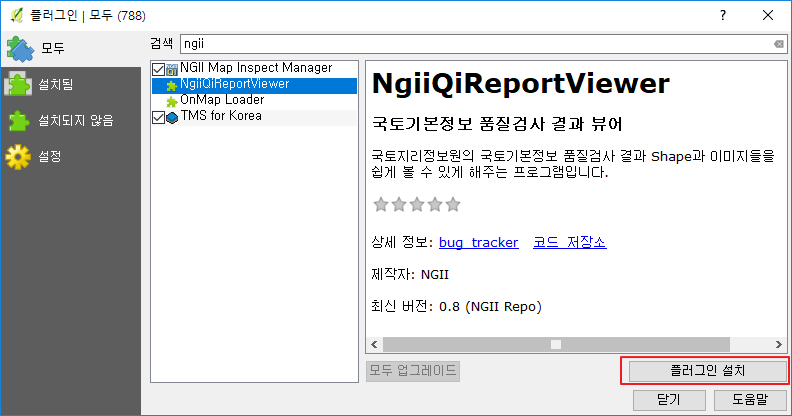 플러그인 | 모두 (788)
모두
설치됨
설치되지 않음
설정
검색 ngii
NGII Map Inspect Manager
NgiiQiReportViewer
OnMap Loader
TMS for Korea
NgiiQiReportViewer
국토기본정보 품질검사 결과 뷰어
국토지리정보원의 국토기본정보 품질검사 결과 Shape과 이미지들을
쉽게 볼 수 있게 해주는 프로그램입니다.
상세 정보: bug tracker 코드 저장소
제작자: NGII
최신 버전: 0.8 (NGII Repo)
모두 업그레이드
플러그인 설치
닫기
도움말